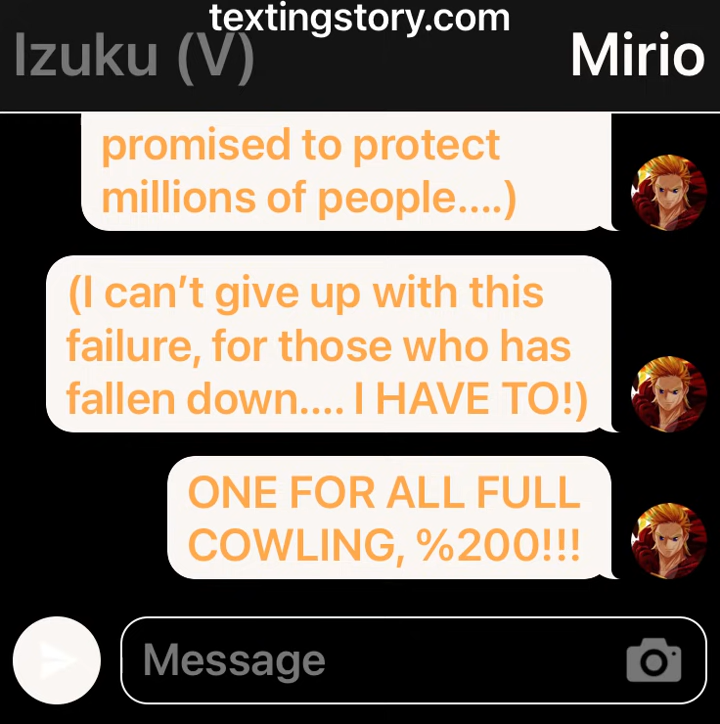 textingstory.com
Izuku (V)
Mirio
promised to protect
millions of people....)
(I can’t give up with this
failure, for those who has
fallen down.... I HAVE TO!)
ONE FOR ALL FULL
COWLING, %200!!!
Message